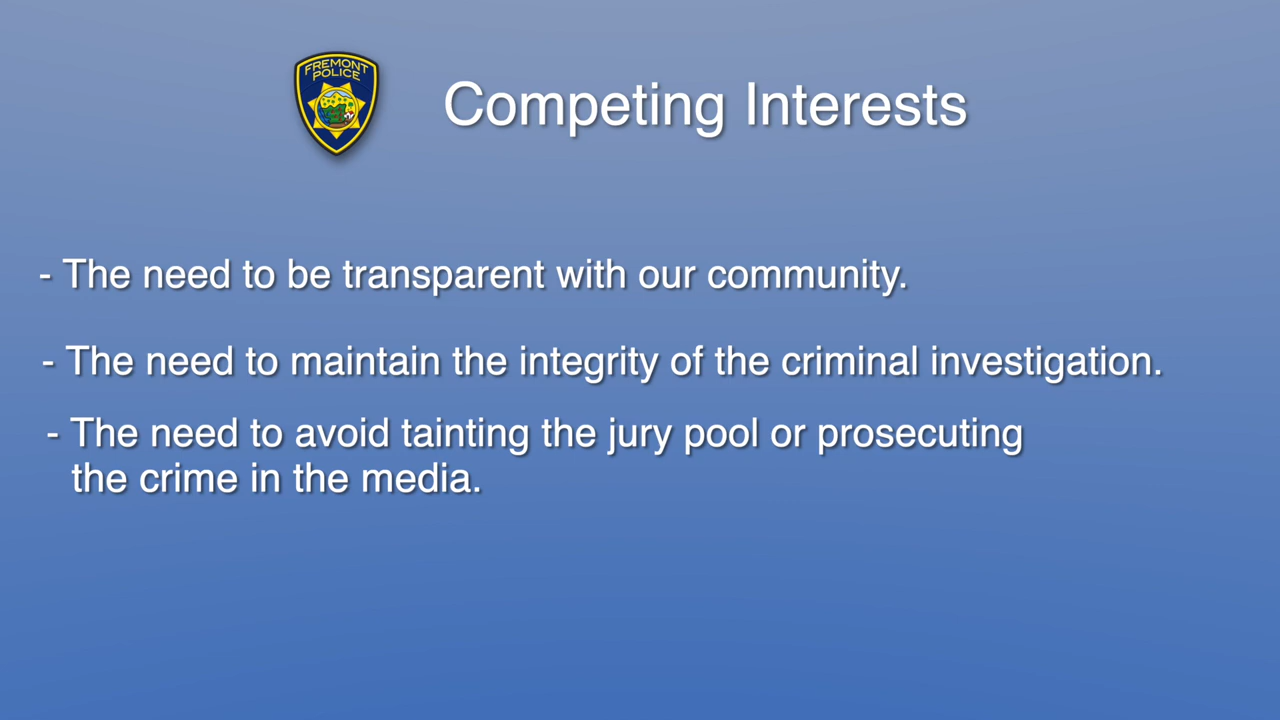 FREMONT
POLICE
Competing Interests
- The need to be transparent with our community.
- The need to maintain the integrity of the criminal investigation.
- The need to avoid tainting the jury pool or prosecuting
the crime in the media.